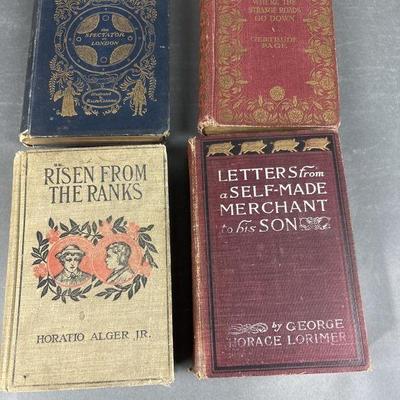 THE
SPECTATOR
IN
LONDON
WHERE THE
STRANGE ROADS
GO DOWN
GERTRUDE
PAGE
RISEN FROM
THE RANKS
HORATIO ALGER JR.
LETTERS from
a SELF-MADE
MERCHANT
to his SON
by GEORGE
HORACE LORIMER